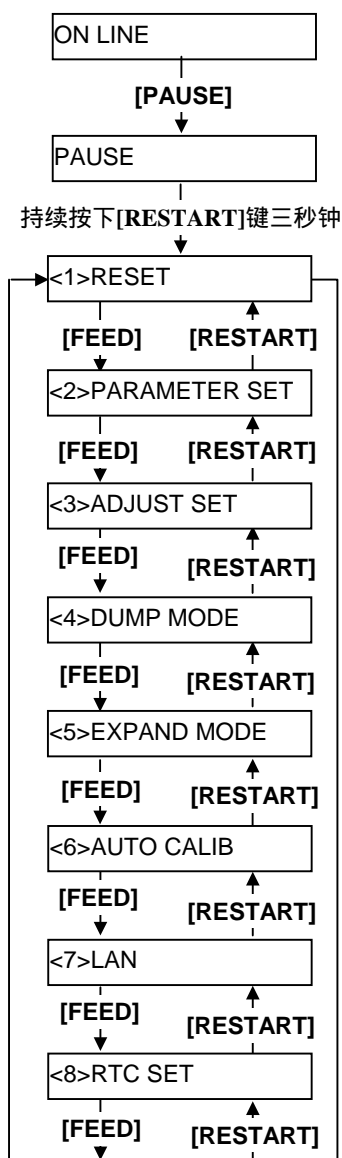 ON LINE
[PAUSE]
PAUSE
持续按下[RESTART]键三秒钟
<1>RESET
[FEED] [RESTART]
<2>PARAMETER SET
[FEED] [RESTART]
<3>ADJUST SET
[FEED] [RESTART]
<4>DUMP MODE
[FEED] [RESTART]
<5>EXPAND MODE
[FEED] [RESTART]
<6>AUTO CALIB
[FEED] [RESTART]
<7>LAN
[FEED] [RESTART]
<8>RTC SET
[FEED] [RESTART]